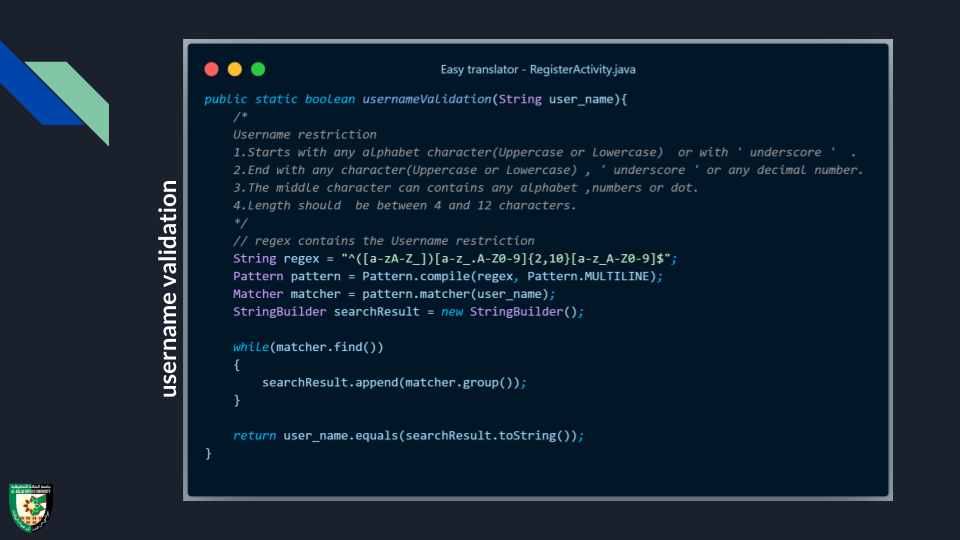 username validation
Easy translator - RegisterActivity.java
public static boolean usernameValidation(String user_name){
/*
Username restriction
1.Starts with any alphabet character(Uppercase or Lowercase)  or with ' underscore '  .
2.End with any character(Uppercase or Lowercase) , ' underscore ' or any decimal number.
3.The middle character can contains any alphabet ,numbers or dot.
4.Length should  be between 4 and 12 characters.
*/
// regex contains the Username restriction
String regex = "^([a-zA-Z_])[a-z_.A-Z0-9]{2,10}[a-z_A-Z0-9]$";
Pattern pattern = Pattern.compile(regex, Pattern.MULTILINE);
Matcher matcher = pattern.matcher(user_name);
StringBuilder searchResult = new StringBuilder();
while(matcher.find())
{
searchResult.append(matcher.group());
}
return user_name.equals(searchResult.toString());
}